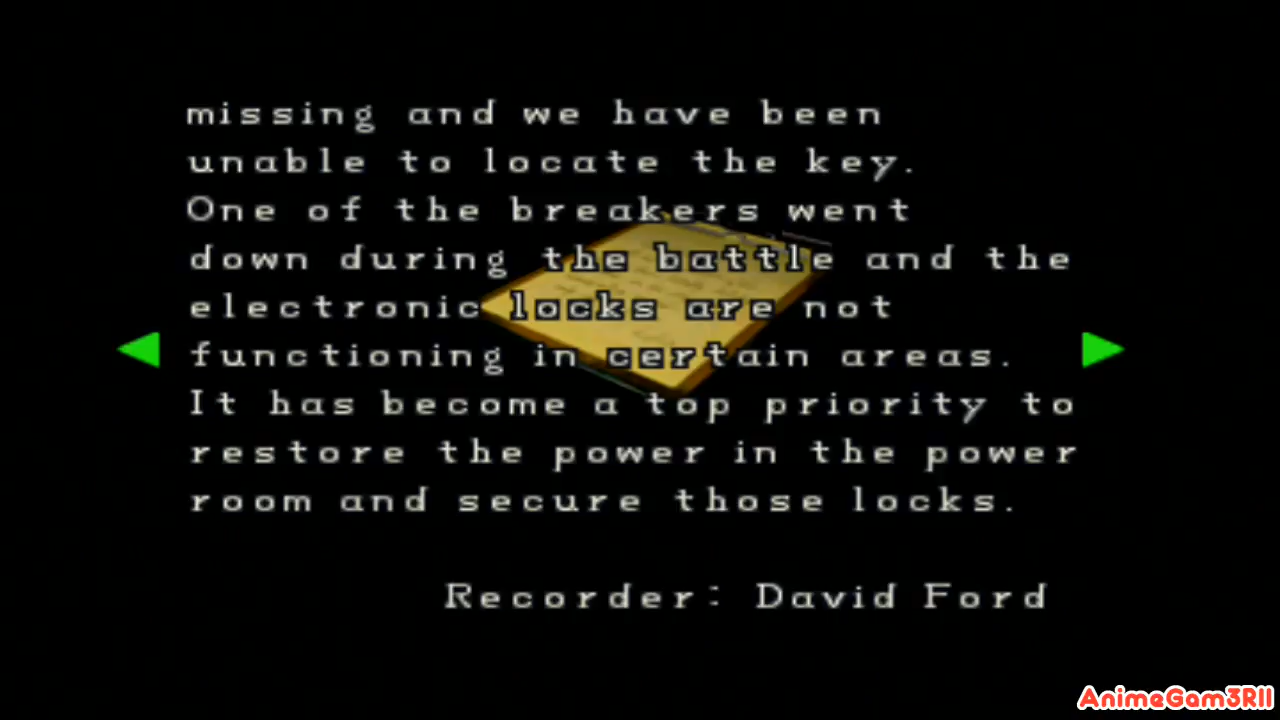 missing and we have been
unable to locate the key.
One of the breakers went
down during the battle and the
electronic locks are not
functioning in certain areas.
It has become a top priority to
restore the power in the power
room and secure those locks.
Recorder: David Ford
AnimeGam3R11